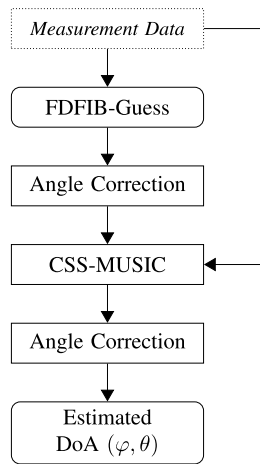 Measurement Data
FDFIB-Guess
Angle Correction
CSS-MUSIC
Angle Correction
Estimated
DoA (φ, θ)